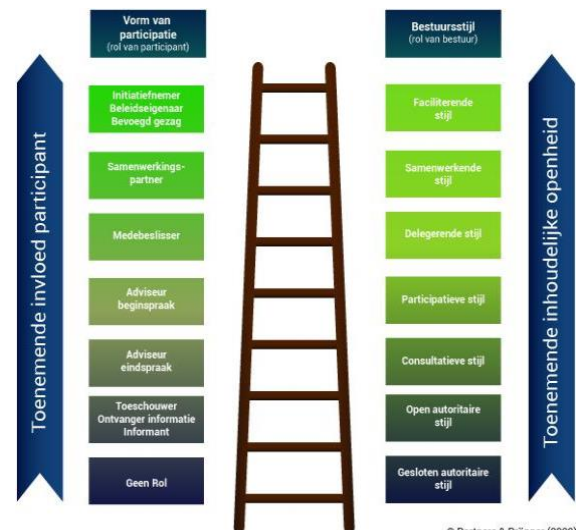 Vorm van
participatie
(rol van participant)
Bestuursstijl
(rol van bestuur)
Toenemende invloed participant
Initiatiefnemer
Beleidseigenaar
Bevoegd gezag
Faciliterende
stijl
Samenwerkings-
partner
Samenwerkende
stijl
Medebeslisser
Delegerende stijl
Adviseur
beginspraak
Participatieve stijl
Adviseur
eindspraak
Consultatieve stijl
Toeschouwer
Ontvanger informatie
Informant
Open autoritaire
stijl
Geen Rol
Gesloten autoritaire
stijl
Toenemende inhoudelijke openheid